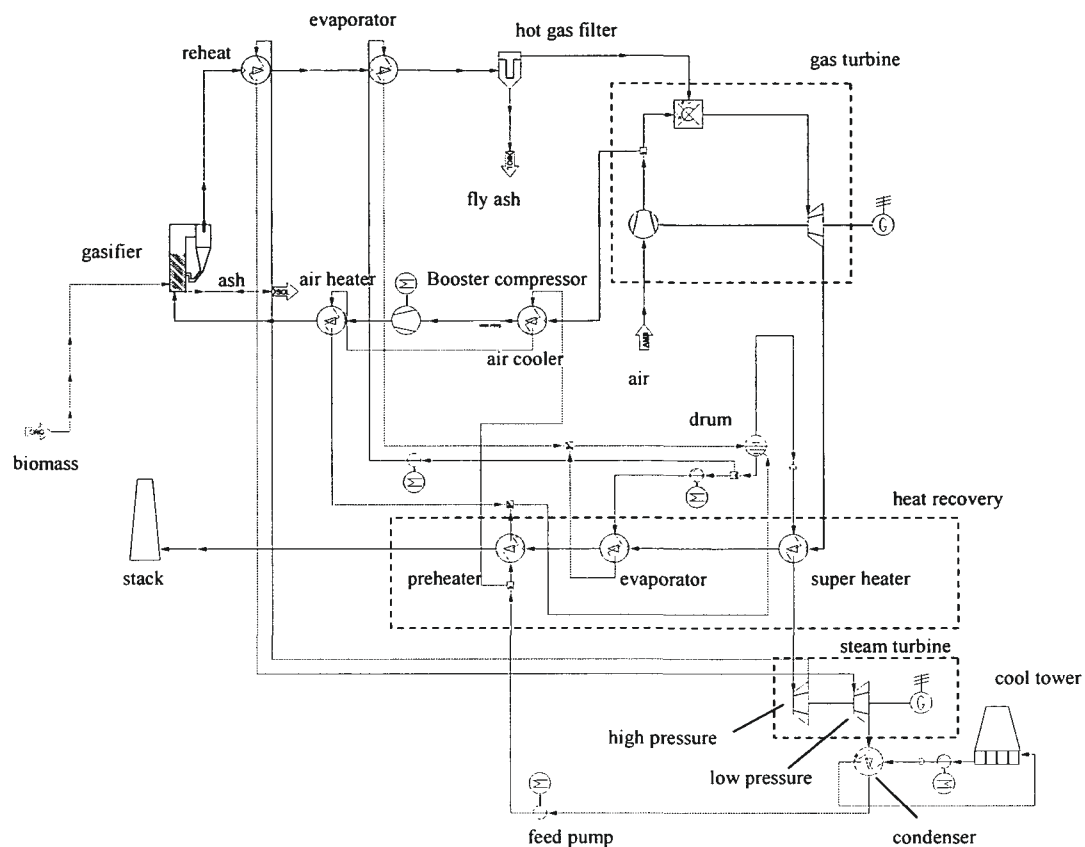 evaporator
hot gas filter
reheat
gas turbine
fly ash
G
gasifier
ash
air heater
M
Booster compressor
air cooler
air
biomass
drum
M
M
heat recovery
stack
preheater
evaporator
super heater
steam turbine
cool tower
G
high pressure
low pressure
M
M
feed pump
condenser